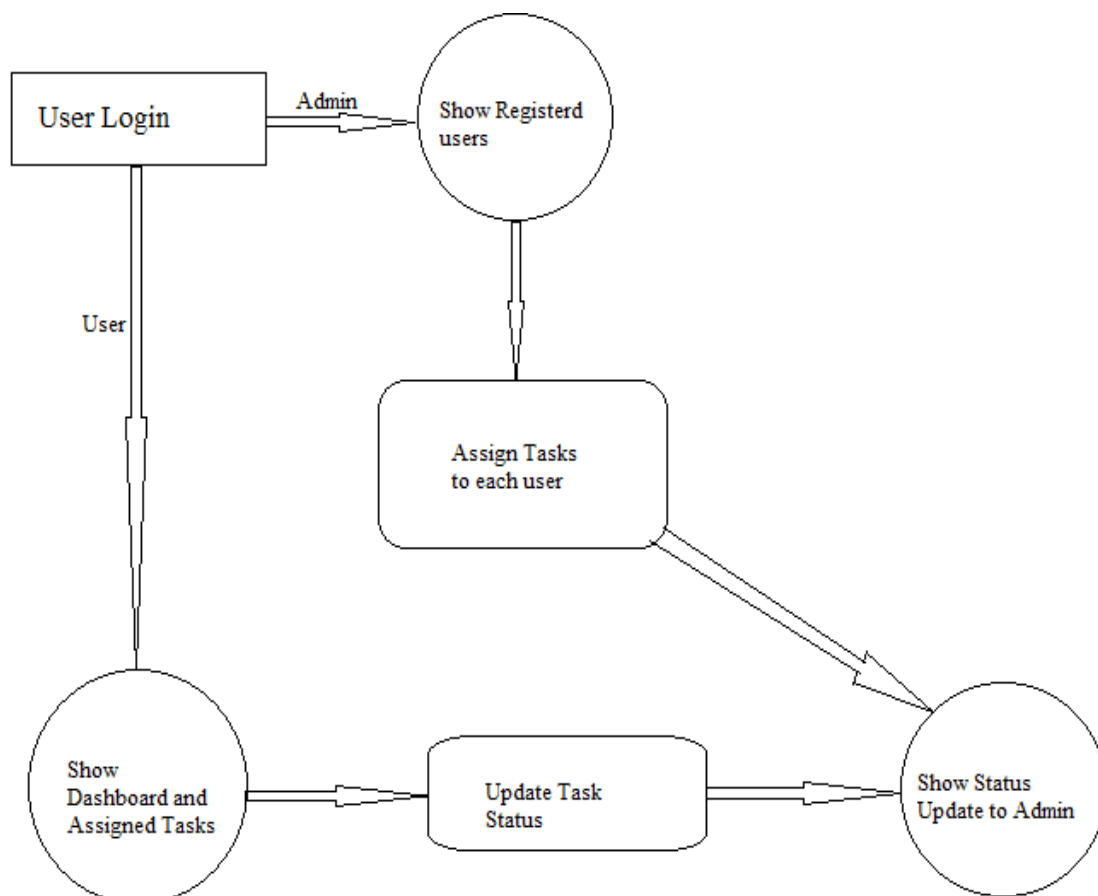 User Login
Admin
Show Registerd
users
User
Assign Tasks
to each user
Show
Dashboard and
Assigned Tasks
Update Task
Status
Show Status
Update to Admin